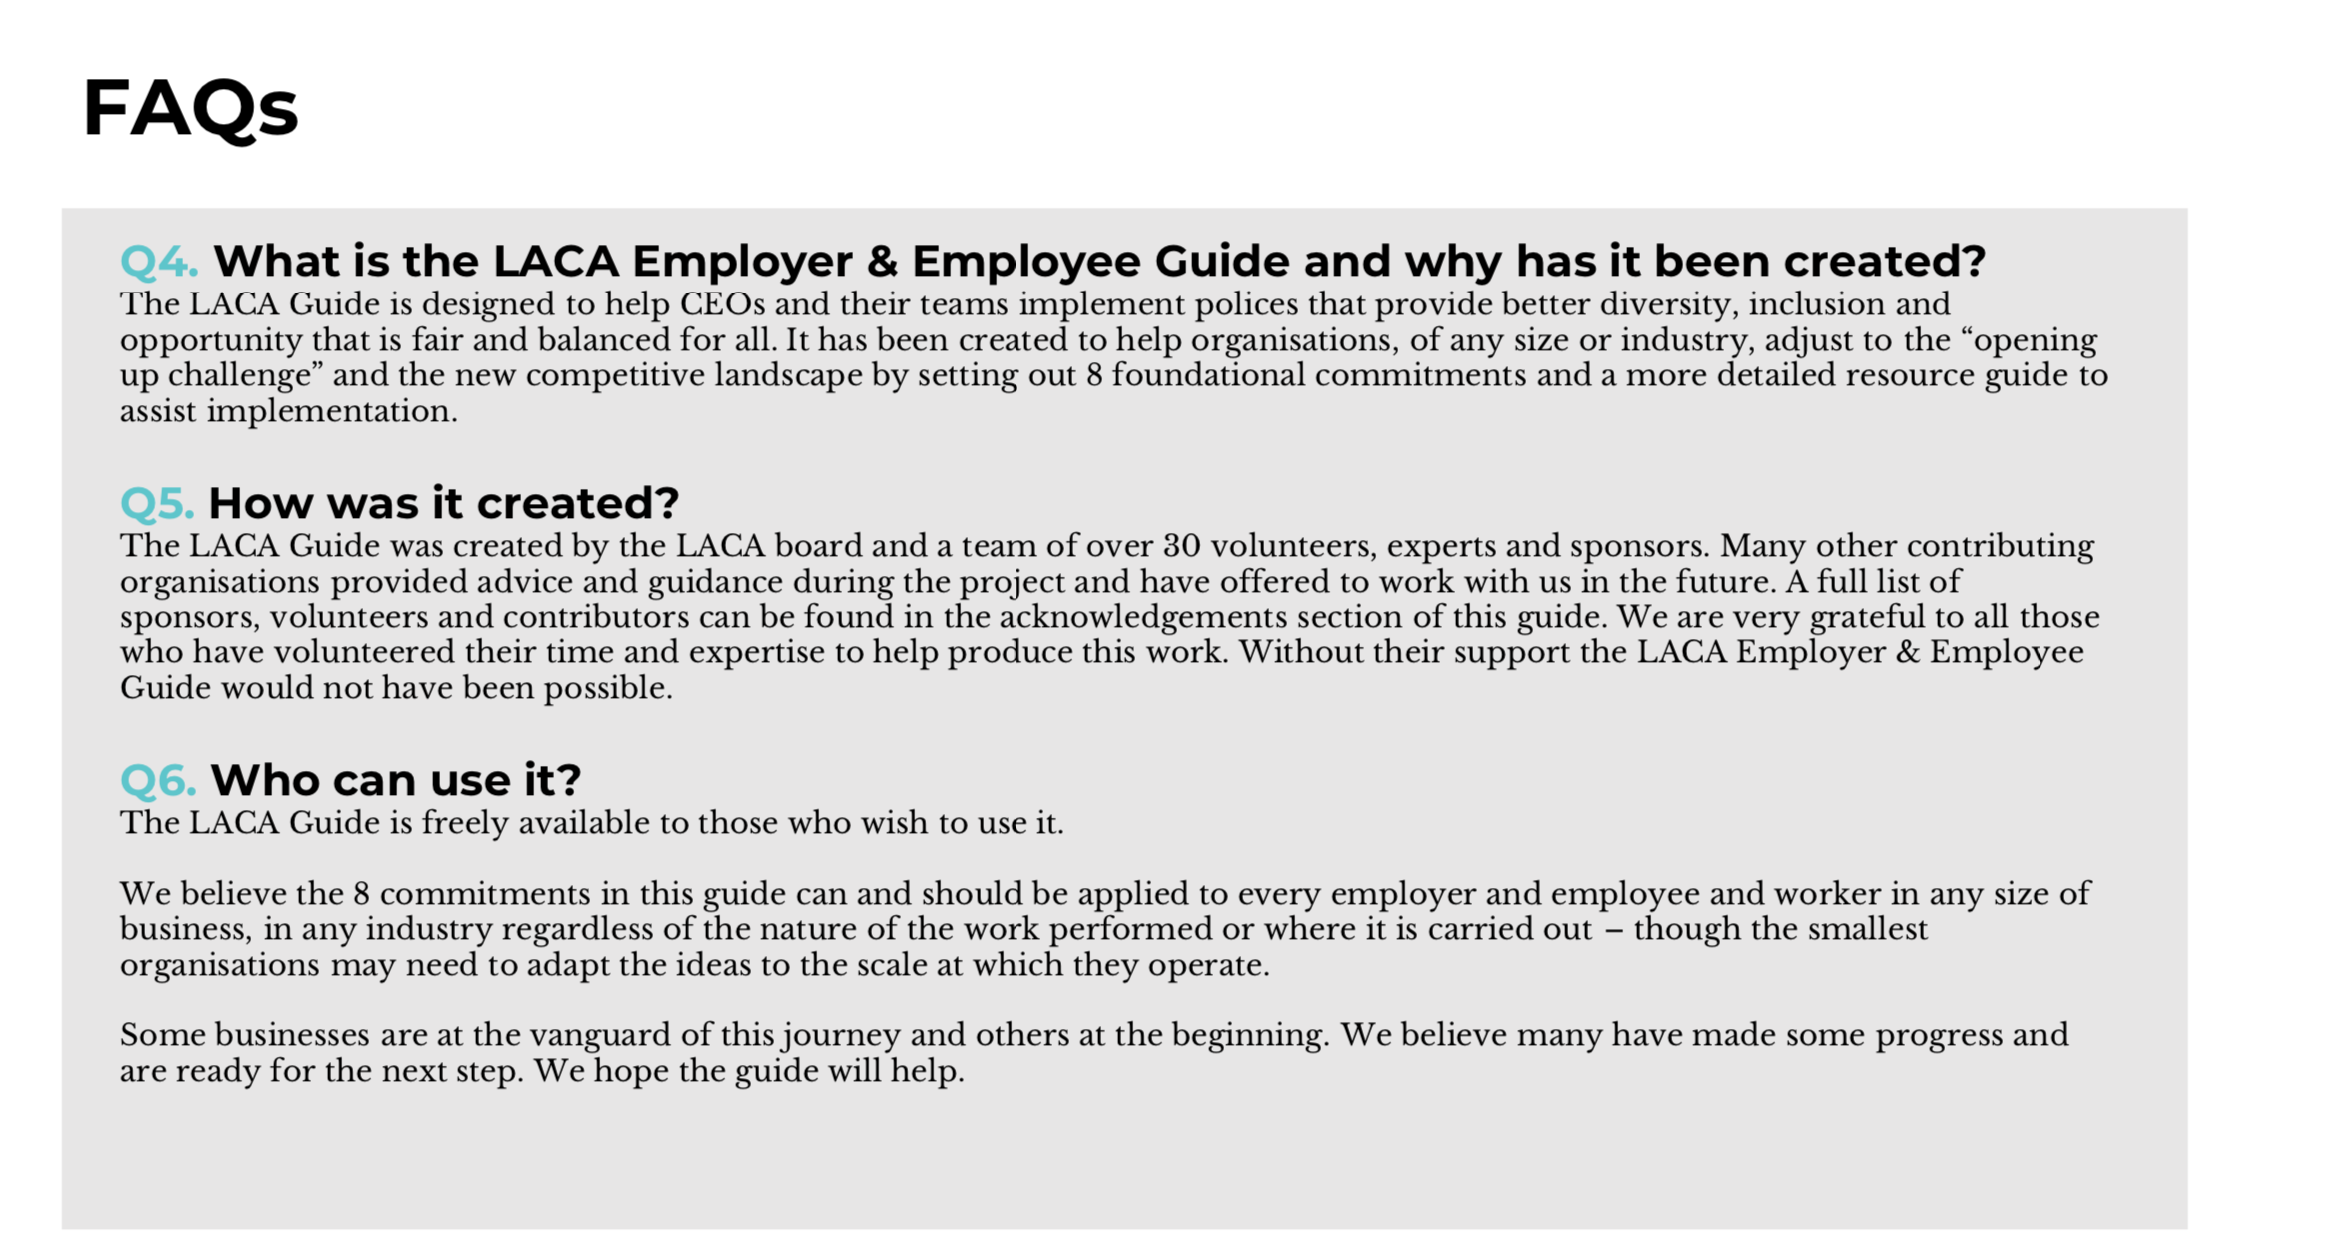 FAQs
Q4. What is the LACA Employer & Employee Guide and why has it been created?
The LACA Guide is designed to help CEOs and their teams implement polices that provide better diversity, inclusion and
opportunity that is fair and balanced for all. It has been created to help organisations, of any size or industry, adjust to the “opening
up challenge” and the new competitive landscape by setting out 8 foundational commitments and a more detailed resource guide to
assist implementation.
Q5. How was it created?
The LACA Guide was created by the LACA board and a team of over 30 volunteers, experts and sponsors. Many other contributing
organisations provided advice and guidance during the project and have offered to work with us in the future. A full list of
sponsors, volunteers and contributors can be found in the acknowledgements section of this guide. We are very grateful to all those
who have volunteered their time and expertise to help produce this work. Without their support the LACA Employer & Employee
Guide would not have been possible.
Q6. Who can use it?
The LACA Guide is freely available to those who wish to use it.
We believe the 8 commitments in this guide can and should be applied to every employer and employee and worker in any size of
business, in any industry regardless of the nature of the work performed or where it is carried out – though the smallest
organisations may need to adapt the ideas to the scale at which they operate.
Some businesses are at the vanguard of this journey and others at the beginning. We believe many have made some progress and
are ready for the next step. We hope the guide will help.